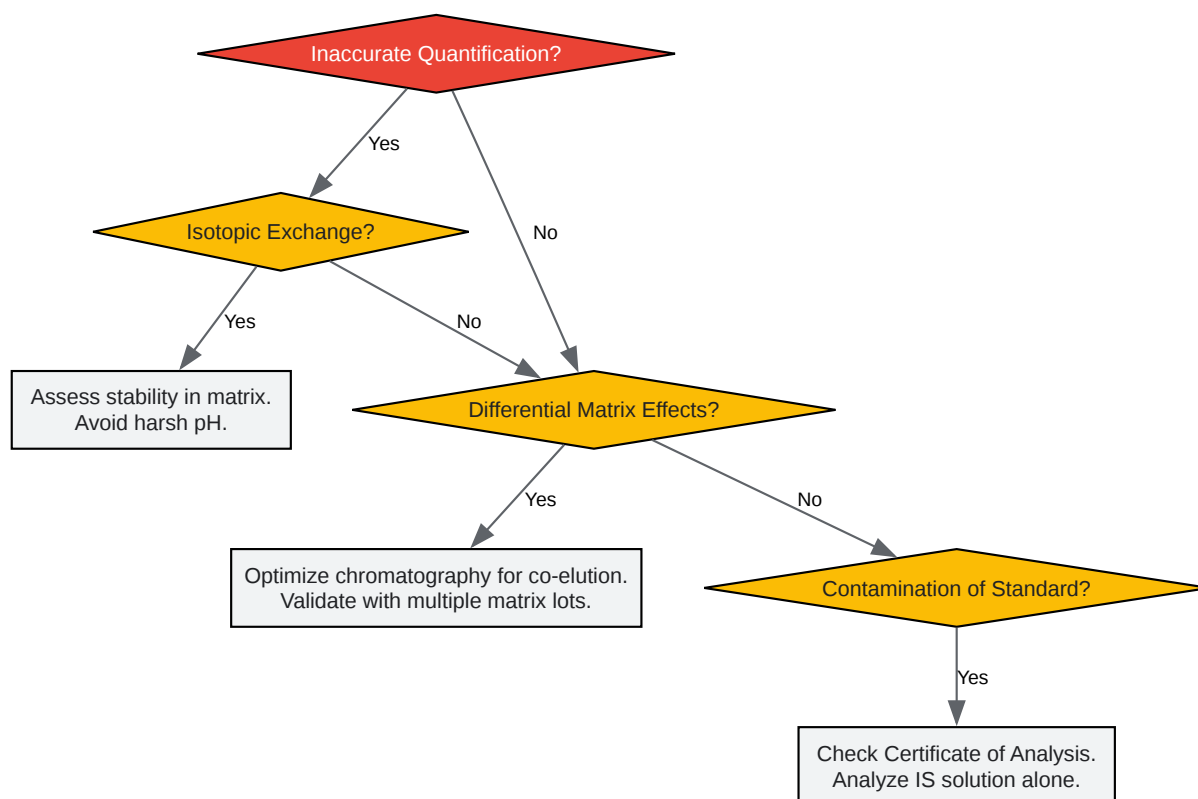 Inaccurate Quantification?
Yes
Isotopic Exchange?
No
Yes
No
Assess stability in matrix.
Avoid harsh pH.
Differential Matrix Effects?
Yes
No
Optimize chromatography for co-elution.
Validate with multiple matrix lots.
Contamination of Standard?
Yes
Check Certificate of Analysis.
Analyze IS solution alone.